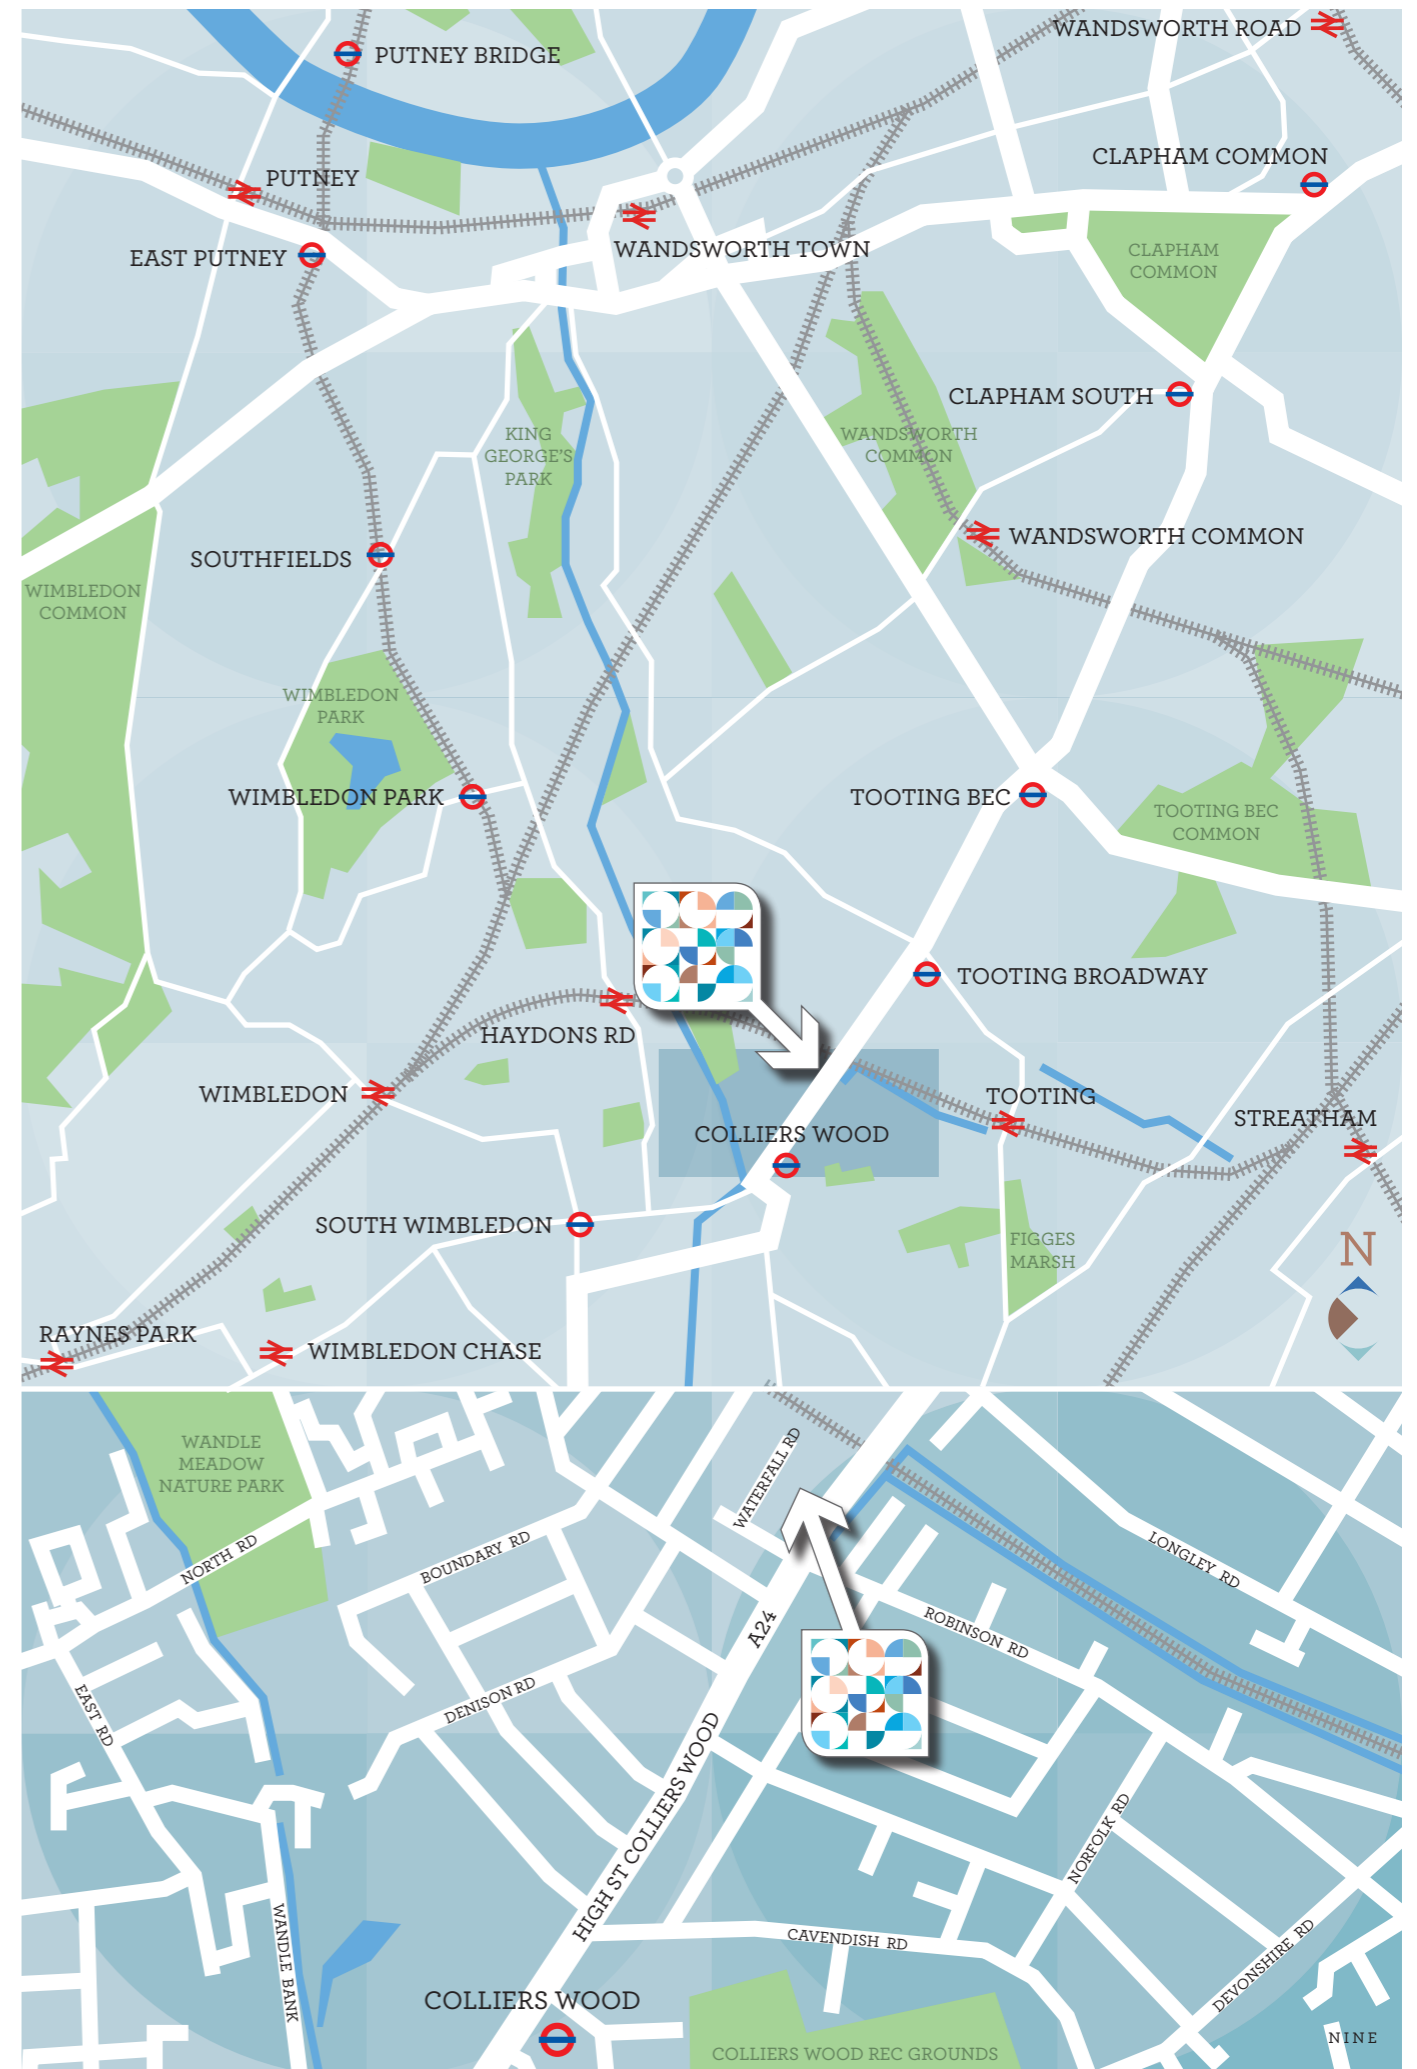 WANDSWORTH ROAD
PUTNEY BRIDGE
CLAPHAM COMMON
PUTNEY
EAST PUTNEY
WANDSWORTH TOWN
CLAPHAM
COMMON
CLAPHAM SOUTH
KING
GEORGE'S
PARK
WANDSWORTH
COMMON
WANDSWORTH COMMON
SOUTHFIELDS
WIMBLEDON
COMMON
WIMBLEDON
PARK
WIMBLEDON PARK
TOOTING BEC
TOOTING BEC
COMMON
TOOTING BROADWAY
HAYDONS RD
WIMBLEDON
TOOTING
STREATHAM
COLLIERS WOOD
SOUTH WIMBLEDON
FIGGES
MARSH
N
RAYNES PARK
WIMBLEDON CHASE
WANDLE
MEADOW
NATURE PARK
WATERFALL RD
NORTH RD
BOUNDARY RD
LONGLEY RD
A24
ROBINSON RD
EAST RD
DENISON RD
HIGH ST COLLIERS WOOD
NORFOLK RD
WANDLE BANK
CAVENDISH RD
DEVONSHIRE RD
COLLIERS WOOD
COLLIERS WOOD REC GROUNDS
NINE